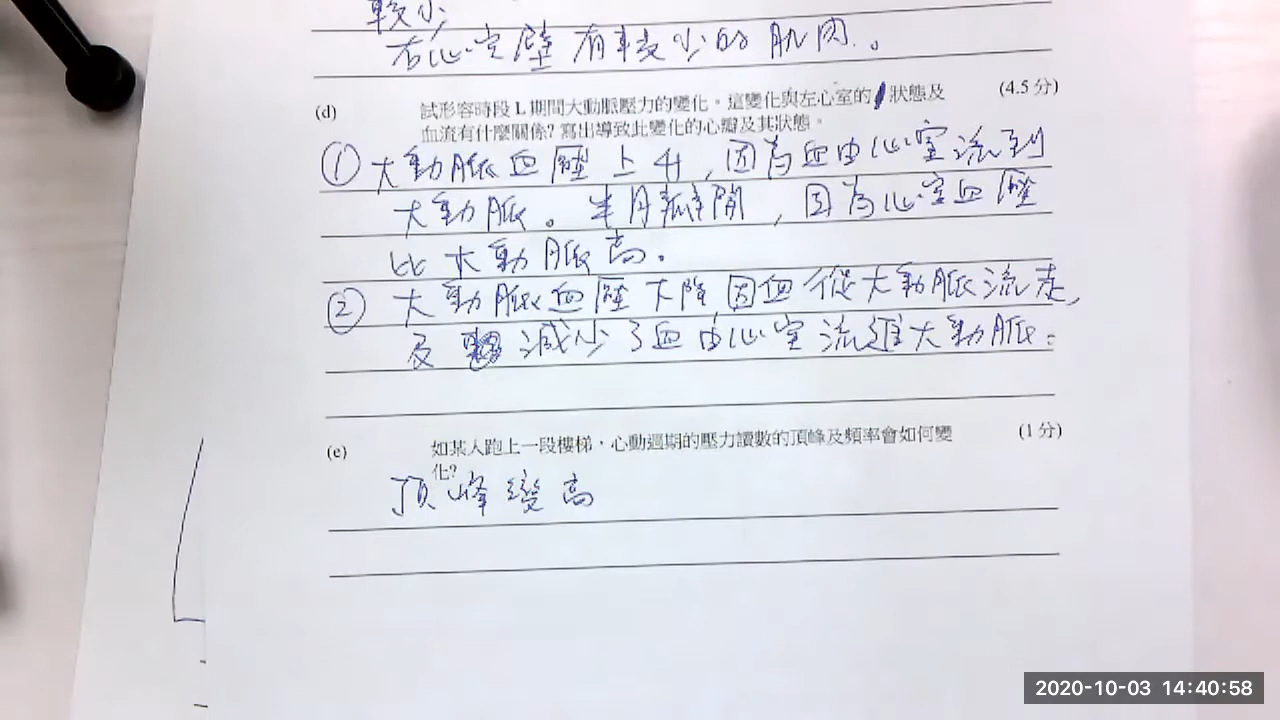 較少
右心室壁有較少的肌肉。
(d) 試形容時段 L 期間大動脈壓力的變化。這變化與左心室的狀態及 (4.5 分)
血流有什麼關係? 寫出導致此變化的心瓣及其狀態。
① 大動脈血壓上升,因為血由心室流到
大動脈。半月瓣開,因為心室血壓
比大動脈高。
② 大動脈血壓下降因血從大動脈流走,
及減少了血由心室流進大動脈。
(e) 如某人跑上一段樓梯,心動週期的壓力讀數的頂峰及頻率會如何變 (1 分)
化?
頂峰變高
2020-10-03 14:40:58